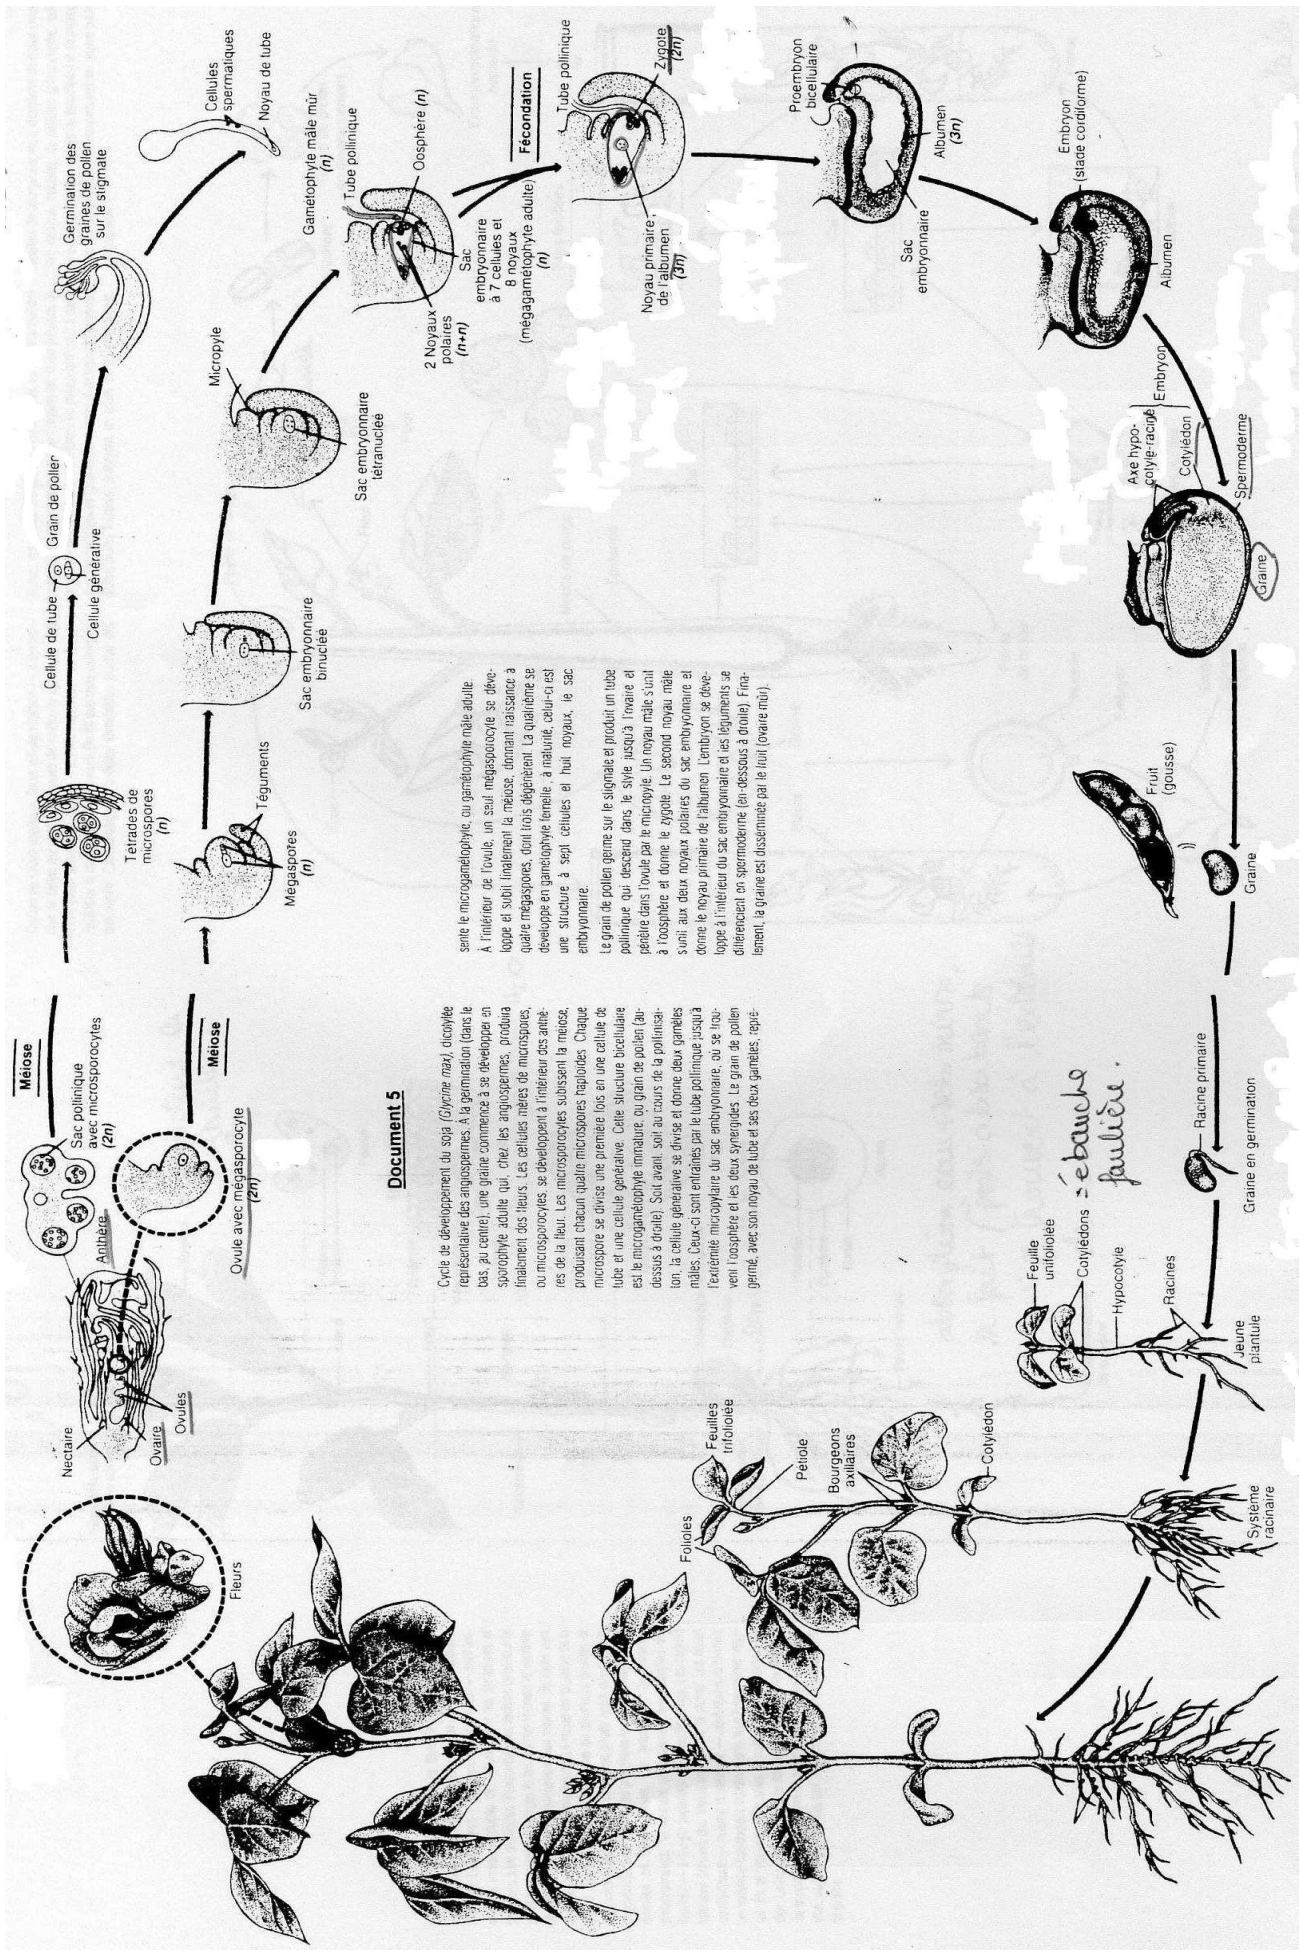 Méiose
Sac pollinique
avec microsporocytes
(2n)
Anthère
Nectaire
Ovaire
Ovules
Méiose
Ovule avec mégasporocyte
(2n)
Fleurs
Tétrades de
microspores
(n)
Cellule de tube
Grain de pollen
Cellule générative
Germination des
graines de pollen
sur le stigmate
Cellules
spermatiques
Noyau de tube
Gamétophyte mâle mûr
(n)
Téguments
Mégaspores
(n)
Sac embryonnaire
binucléé
Micropyle
Sac embryonnaire
tétranucléé
Tube pollinique
Oosphère (n)
2 Noyaux
polaires
(n+n)
Sac
embryonnaire
à 7 cellules et
8 noyaux
(mégagamétophyte adulte)
(n)
Fécondation
Tube pollinique
Zygote
(2n)
Noyau primaire
de l'albumen
(3n)
Proembryon
bicellulaire
Albumen
(3n)
Sac
embryonnaire
Embryon
(stade cordiforme)
Albumen
Axe hypo-
cotyle-racine
Embryon
Cotylédon
Spermoderme
Graine
Fruit
(gousse)
Graine
Racine primaire
Graine en germination
Feuille
unifoliolée
Cotylédons
= ébauche
foulière.
Hypocotyle
Racines
Jeune
plantule
Feuilles
trifoliolée
Folioles
Pétiole
Bourgeons
axillaires
Cotylédon
Système
racinaire
Document 5
Cycle de développement du soja (Glycine max), dicotylée
représentative des angiospermes. À la germination (dans le
bas, au centre), une graine commence à se développer en
sporophyte adulte qui, chez les angiospermes, produira
finalement des fleurs. Les cellules mères de microspores,
ou microsporocytes, se développent à l'intérieur des anthè-
res de la fleur. Les microsporocytes subissent la méiose,
produisant chacun quatre microspores haploïdes. Chaque
microspore se divise une première fois en une cellule de
tube et une cellule générative. Cette structure bicellulaire
est le microgamétophyte immature, ou grain de pollen (au-
dessus à droite). Soit avant, soit au cours de la pollinisa-
tion, la cellule générative se divise et donne deux gamètes
mâles. Ceux-ci sont entraînés par le tube pollinique jusqu'à
l'extrémité micropylaire du sac embryonnaire, où se trou-
vent l'oosphère et les deux synergides. Le grain de pollen
germé, avec son noyau de tube et ses deux gamètes, repré-
sente le microgamétophyte, ou gamétophyte mâle adulte.
À l'intérieur de l'ovule, un seul mégasporocyte se déve-
loppe et subit finalement la méiose, donnant naissance à
quatre mégaspores, dont trois dégénèrent. La quatrième se
développe en gamétophyte femelle ; à maturité, celui-ci est
une structure à sept cellules et huit noyaux, le sac
embryonnaire.
Le grain de pollen germe sur le stigmate et produit un tube
pollinique qui descend dans le style jusqu'à l'ovaire et
pénètre dans l'ovule par le micropyle. Un noyau mâle s'unit
à l'oosphère et donne le zygote. Le second noyau mâle
s'unit aux deux noyaux polaires du sac embryonnaire et
donne le noyau primaire de l'albumen. L'embryon se déve-
loppe à l'intérieur du sac embryonnaire et les téguments se
différencient en spermoderme (en-dessous à droite). Fina-
lement, la graine est disséminée par le fruit (ovaire mûr).